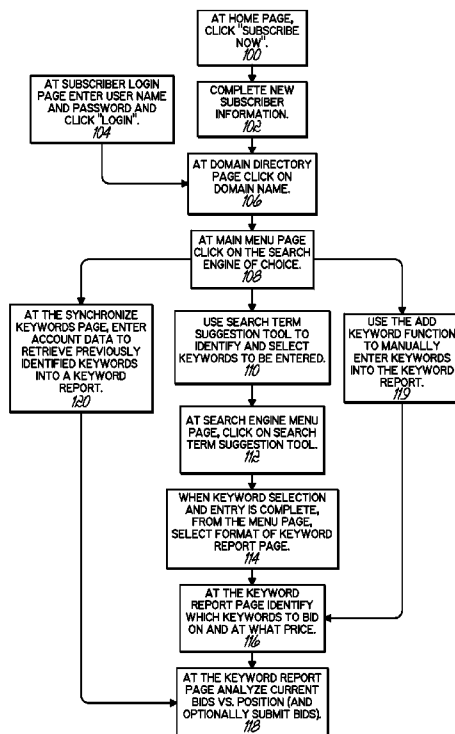 AT HOME PAGE,
CLICK "SUBSCRIBE
NOW".
100
AT SUBSCRIBER LOGIN
PAGE ENTER USER NAME
AND PASSWORD AND
CLICK "LOGIN".
104
COMPLETE NEW
SUBSCRIBER
INFORMATION.
102
AT DOMAIN DIRECTORY
PAGE CLICK ON
DOMAIN NAME.
106
AT MAIN MENU PAGE
CLICK ON THE SEARCH
ENGINE OF CHOICE.
108
AT THE SYNCHRONIZE
KEYWORDS PAGE, ENTER
ACCOUNT DATA TO
RETRIEVE PREVIOUSLY
IDENTIFIED KEYWORDS
INTO A KEYWORD
REPORT.
120
USE SEARCH TERM
SUGGESTION TOOL TO
IDENTIFY AND SELECT
KEYWORDS TO BE ENTERED.
110
USE THE ADD
KEYWORD FUNCTION
TO MANUALLY
ENTER KEYWORDS
INTO THE KEYWORD
REPORT.
119
AT SEARCH ENGINE MENU
PAGE, CLICK ON SEARCH
TERM SUGGESTION TOOL.
112
WHEN KEYWORD SELECTION
AND ENTRY IS COMPLETE,
FROM THE MENU PAGE,
SELECT FORMAT OF KEYWORD
REPORT PAGE.
114
AT THE KEYWORD
REPORT PAGE IDENTIFY
WHICH KEYWORDS TO BID
ON AND AT WHAT PRICE.
116
AT THE KEYWORD REPORT
PAGE ANALYZE CURRENT
BIDS VS. POSITION (AND
OPTIONALLY SUBMIT BIDS).
118